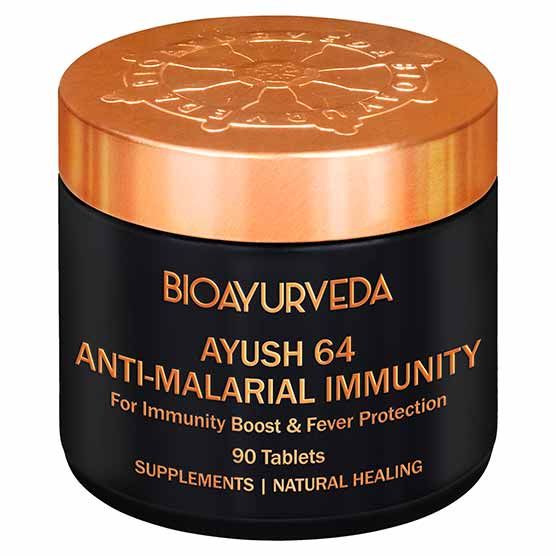 BIOAYURVEDA
AYUSH 64
ANTI-MALARIAL IMMUNITY
For Immunity Boost & Fever Protection
90 Tablets
SUPPLEMENTS | NATURAL HEALING